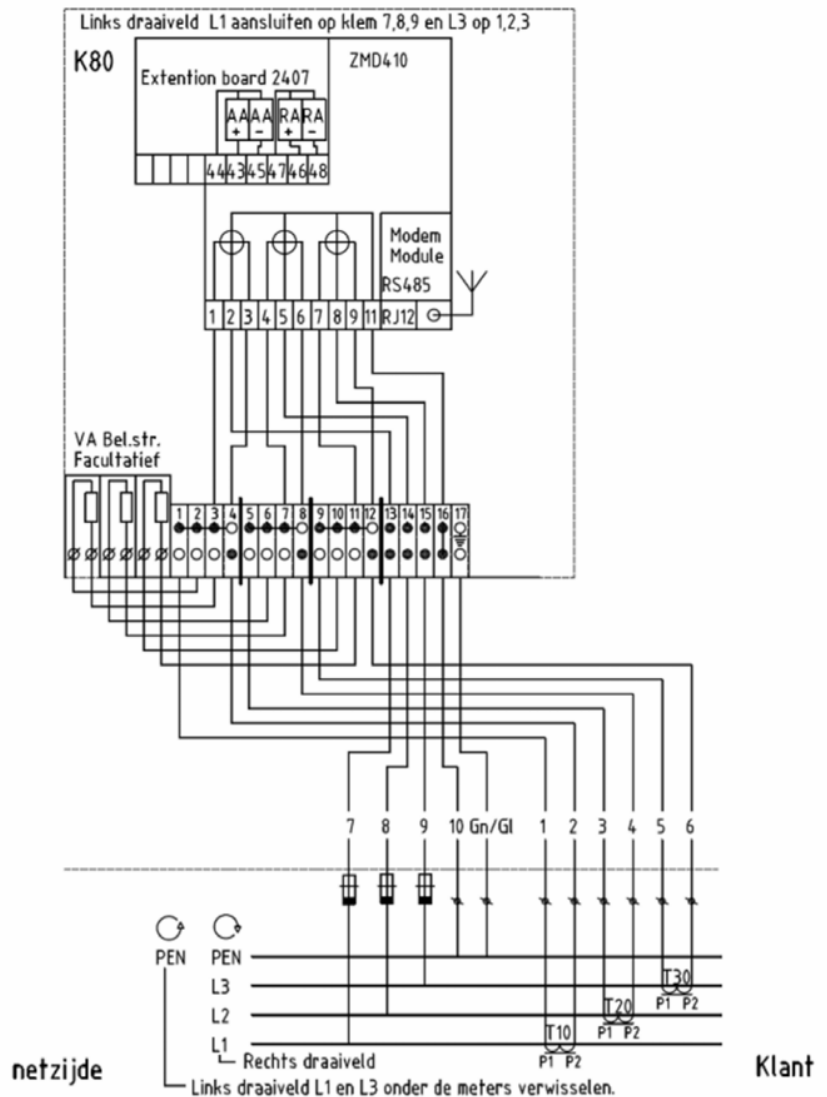 Links draaiveld L1 aansluiten op klem 7,8,9 en L3 op 1,2,3
K80
ZMD410
Extention board 2407
AA AA RA RA
+ - + -
44 43 45 47 46 48
Modem
Module
RS485
1 2 3 4 5 6 7 8 9 11 RJ12
VA Bel.str.
Facultatief
1 2 3 4 5 6 7 8 9 10 11 12 13 14 15 16 17
7 8 9 10 Gn/Gl 1 2 3 4 5 6
PEN PEN
L3
T30
P1 P2
L2
T20
P1 P2
L1
T10
P1 P2
Rechts draaiveld
netzijde
Klant
Links draaiveld L1 en L3 onder de meters verwisselen.